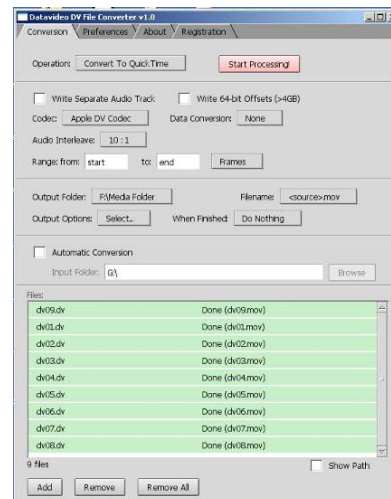 Datavideo DV File Converter v1.0
Conversion Preferences About Registration
Operation: Convert To QuickTime Start Processing!
Write Separate Audio Track Write 64-bit Offsets (>4GB)
Codec: Apple DV Codec Data Conversion: None
Audio Interleave: 10 : 1
Range: from: start to: end Frames
Output Folder: F:\Media Folder Filename: <source>.mov
Output Options: Select.. When Finished: Do Nothing
Automatic Conversion
Input Folder: G:\ Browse
Files:
dv09.dv Done (dv09.mov)
dv01.dv Done (dv01.mov)
dv02.dv Done (dv02.mov)
dv03.dv Done (dv03.mov)
dv04.dv Done (dv04.mov)
dv05.dv Done (dv05.mov)
dv06.dv Done (dv06.mov)
dv07.dv Done (dv07.mov)
dv08.dv Done (dv08.mov)
9 files Show Path
Add Remove Remove All